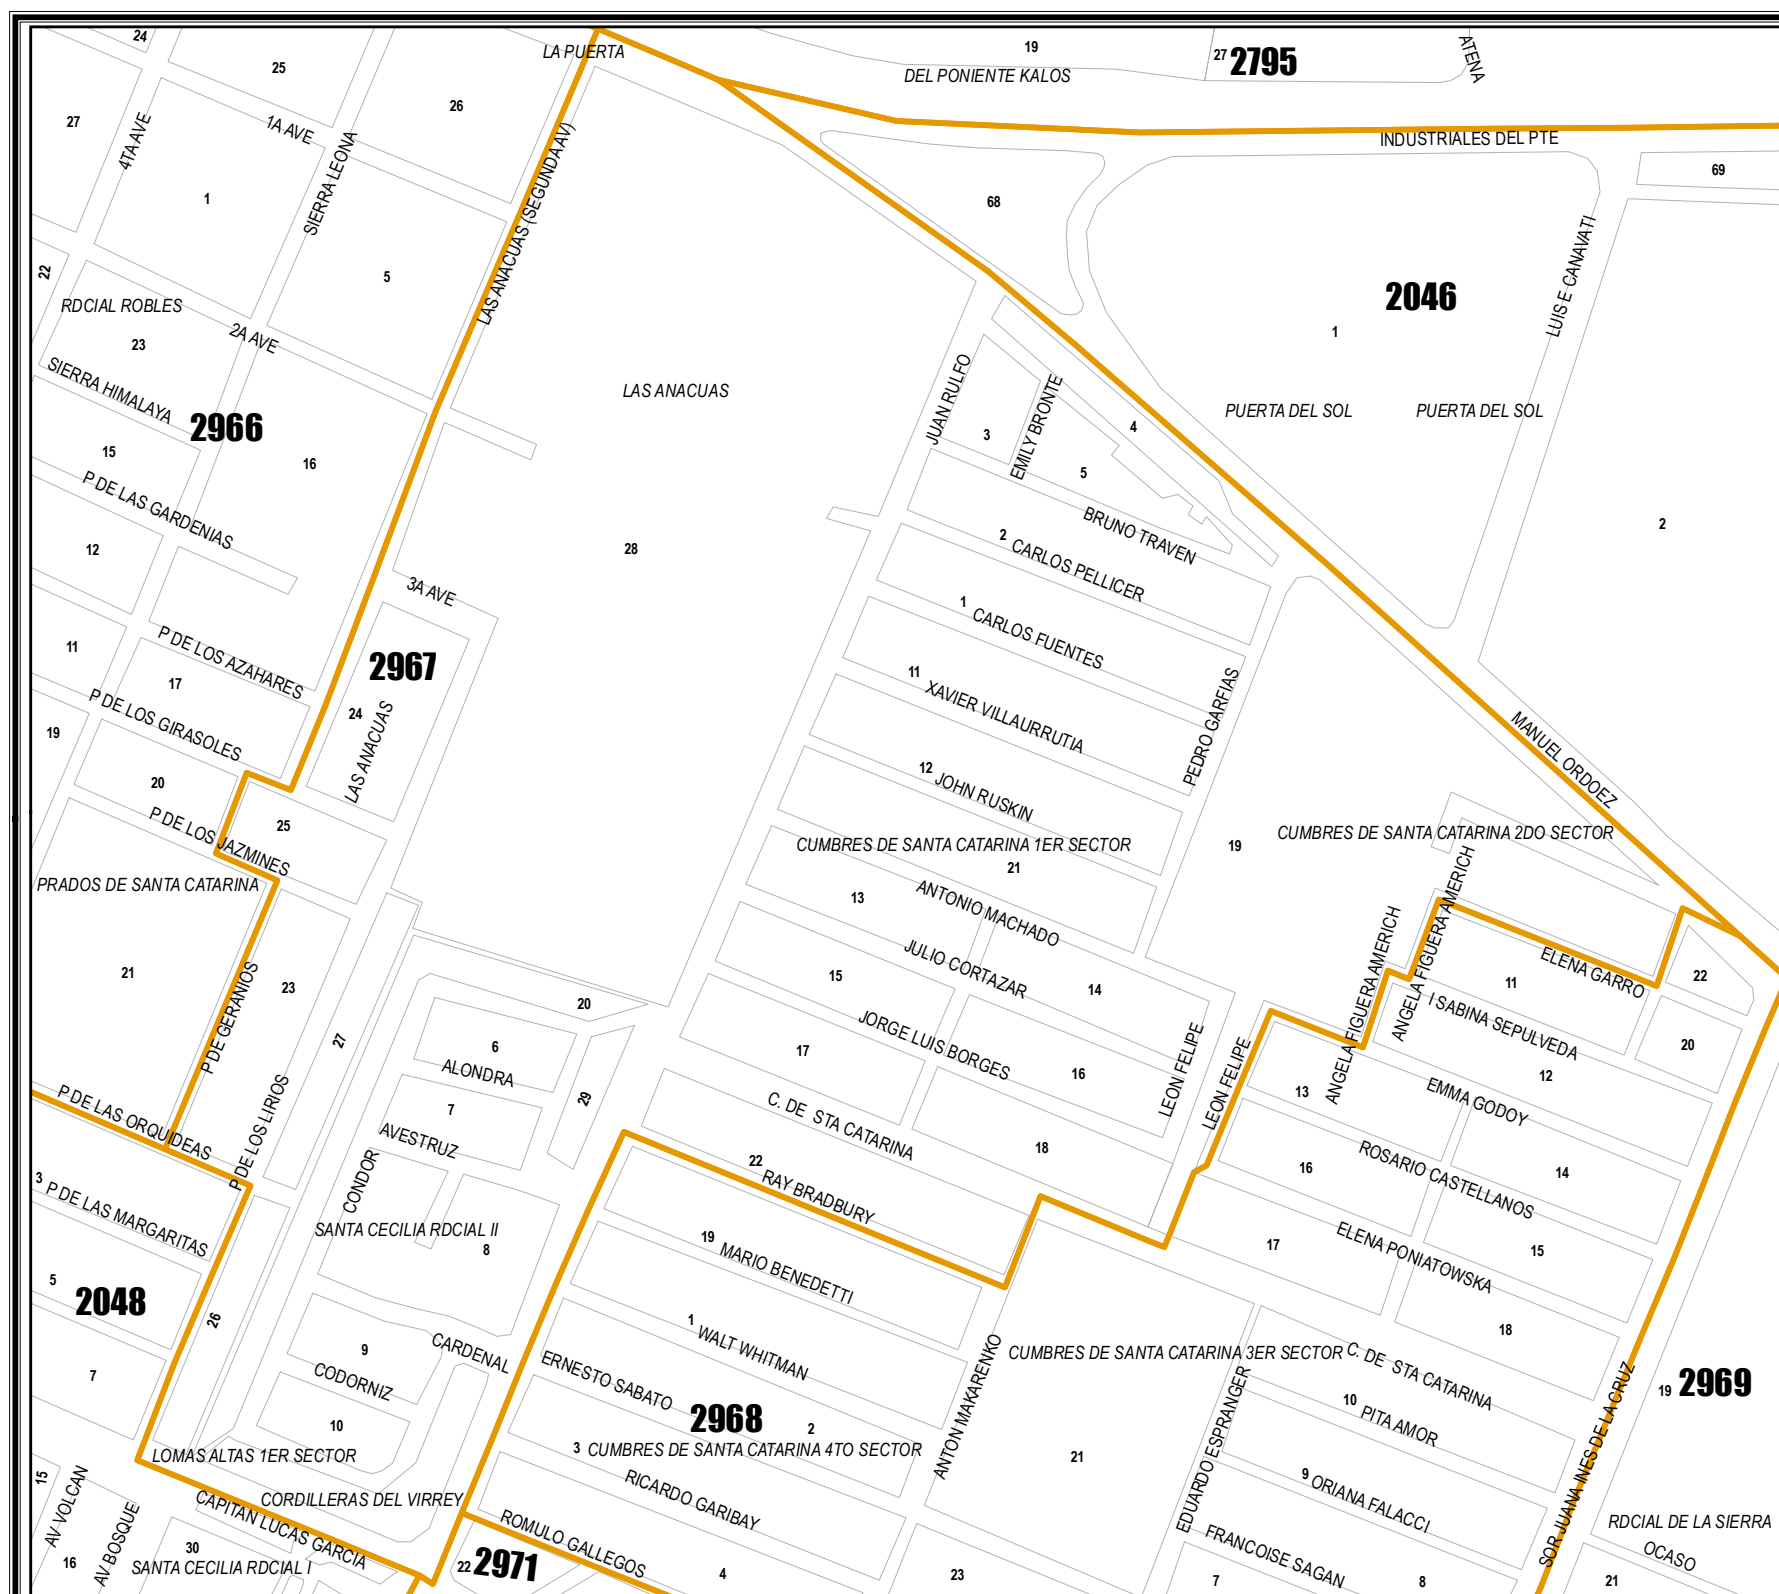 24
25
26
LA PUERTA
19
27
2795
DEL PONIENTE KALOS
ATENA
27
4TA AVE
1A AVE
SIERRA LEONA
LAS ANACUAS (SEGUNDA AV)
INDUSTRIALES DEL PTE
69
68
1
5
22
RDCIAL ROBLES
23
2A AVE
2046
1
LUIS E CANAVATI
SIERRA HIMALAYA
2966
15
16
LAS ANACUAS
JUAN RULFO
3
EMILY BRONTE
4
5
PUERTA DEL SOL
PUERTA DEL SOL
P DE LAS GARDENIAS
12
28
BRUNO TRAVEN
2
CARLOS PELLICER
2
3A AVE
1
CARLOS FUENTES
11
P DE LOS AZAHARES
17
2967
11
XAVIER VILLAURRUTIA
PEDRO GARFIAS
24
LAS ANACUAS
P DE LOS GIRASOLES
19
20
12
JOHN RUSKIN
MANUEL ORDOEZ
P DE LOS JAZMINES
25
CUMBRES DE SANTA CATARINA 1ER SECTOR
21
19
CUMBRES DE SANTA CATARINA 2DO SECTOR
PRADOS DE SANTA CATARINA
13
ANTONIO MACHADO
ANGELA FIGUERA AMERICH
ANGELA FIGUERA AMERICH
21
P DE GERANIOS
23
27
20
15
JULIO CORTAZAR
14
11
ELENA GARRO
22
I SABINA SEPULVEDA
20
6
ALONDRA
7
AVESTRUZ
29
17
JORGE LUIS BORGES
16
LEON FELIPE
LEON FELIPE
13
12
EMMA GODOY
P DE LAS ORQUIDEAS
P DE LOS LIRIOS
C. DE STA CATARINA
18
22
RAY BRADBURY
16
ROSARIO CASTELLANOS
14
3
P DE LAS MARGARITAS
CONDOR
SANTA CECILIA RDCIAL II
8
19
MARIO BENEDETTI
17
ELENA PONIATOWSKA
15
5
2048
26
7
9
CODORNIZ
CARDENAL
1
WALT WHITMAN
18
ERNESTO SABATO
ANTON MAKARENKO
CUMBRES DE SANTA CATARINA 3ER SECTOR
C. DE STA CATARINA
19
2969
10
2968
2
EDUARDO ESPRANGER
10
PITA AMOR
LOMAS ALTAS 1ER SECTOR
3
CUMBRES DE SANTA CATARINA 4TO SECTOR
21
SOR JUANA INES DE LA CRUZ
15
AV VOLCAN
AV BOSQUE
CAPITAN LUCAS GARCIA
CORDILLERAS DEL VIRREY
RICARDO GARIBAY
9
ORIANA FALACCI
RDCIAL DE LA SIERRA
OCASO
16
30
SANTA CECILIA RDCIAL I
22
2971
ROMULO GALLEGOS
4
23
FRANCOISE SAGAN
7
8
21